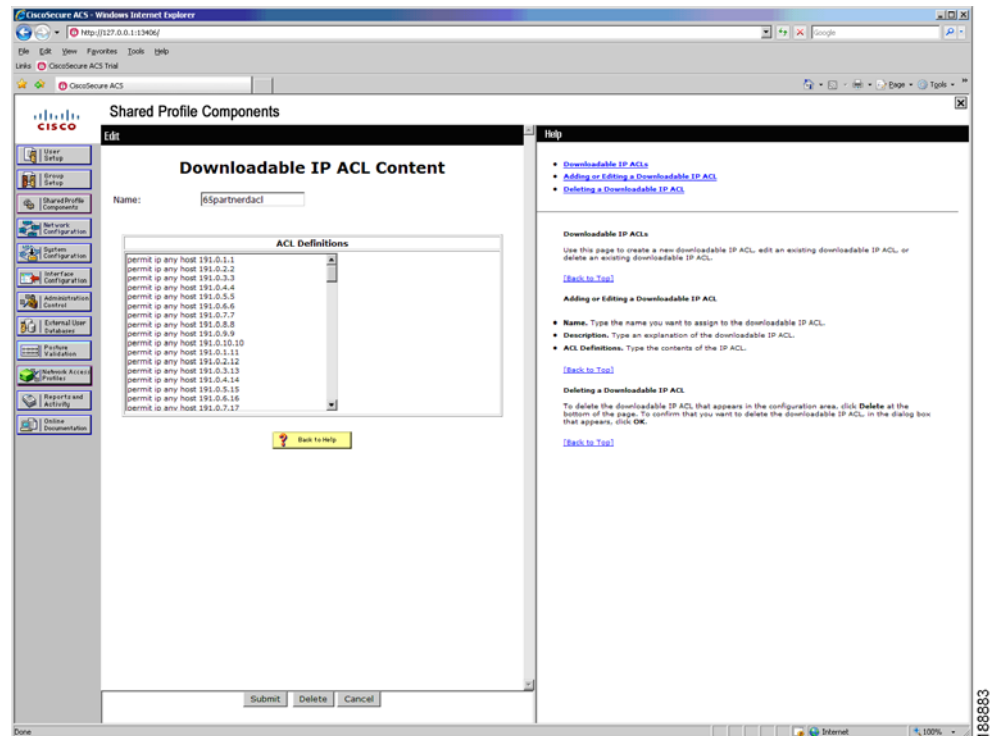 CiscoSecure ACS - Windows Internet Explorer
http://127.0.0.1:13406/
Google
File Edit View Favorites Tools Help
Links CiscoSecure ACS Trial
CiscoSecure ACS
Page Tools
CISCO
Shared Profile Components
User Setup
Group Setup
Shared Profile Components
Network Configuration
System Configuration
Interface Configuration
Administration Control
External User Databases
Posture Validation
Network Access Profiles
Reports and Activity
Online Documentation
Edit
Downloadable IP ACL Content
Name: 65partnerdacl
ACL Definitions
permit ip any host 191.0.1.1
permit ip any host 191.0.2.2
permit ip any host 191.0.3.3
permit ip any host 191.0.4.4
permit ip any host 191.0.5.5
permit ip any host 191.0.6.6
permit ip any host 191.0.7.7
permit ip any host 191.0.8.8
permit ip any host 191.0.9.9
permit ip any host 191.0.10.10
permit ip any host 191.0.1.11
permit ip any host 191.0.2.12
permit ip any host 191.0.3.13
permit ip any host 191.0.4.14
permit ip any host 191.0.5.15
permit ip any host 191.0.6.16
permit ip any host 191.0.7.17
Back to Help
Submit Delete Cancel
Help
Downloadable IP ACLs
Adding or Editing a Downloadable IP ACL
Deleting a Downloadable IP ACL
Downloadable IP ACLs
Use this page to create a new downloadable IP ACL, edit an existing downloadable IP ACL, or
delete an existing downloadable IP ACL.
[Back to Top]
Adding or Editing a Downloadable IP ACL
Name. Type the name you want to assign to the downloadable IP ACL.
Description. Type an explanation of the downloadable IP ACL.
ACL Definitions. Type the contents of the IP ACL.
[Back to Top]
Deleting a Downloadable IP ACL
To delete the downloadable IP ACL that appears in the configuration area, click Delete at the
bottom of the page. To confirm that you want to delete the downloadable IP ACL, in the dialog box
that appears, click OK.
[Back to Top]
Done
Internet
100%
188883